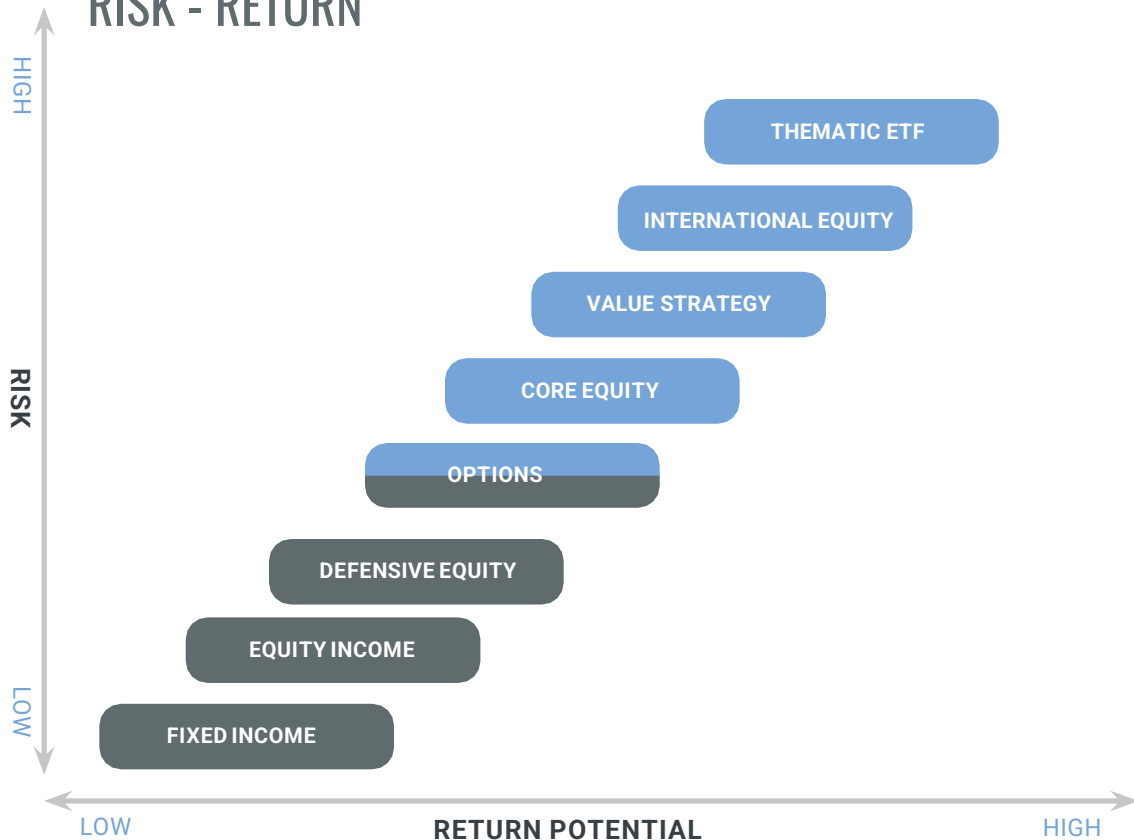 RISK - RETURN
HIGH
THEMATIC ETF
INTERNATIONAL EQUITY
VALUE STRATEGY
RISK
CORE EQUITY
OPTIONS
DEFENSIVE EQUITY
EQUITY INCOME
LOW
FIXED INCOME
LOW
RETURN POTENTIAL
HIGH